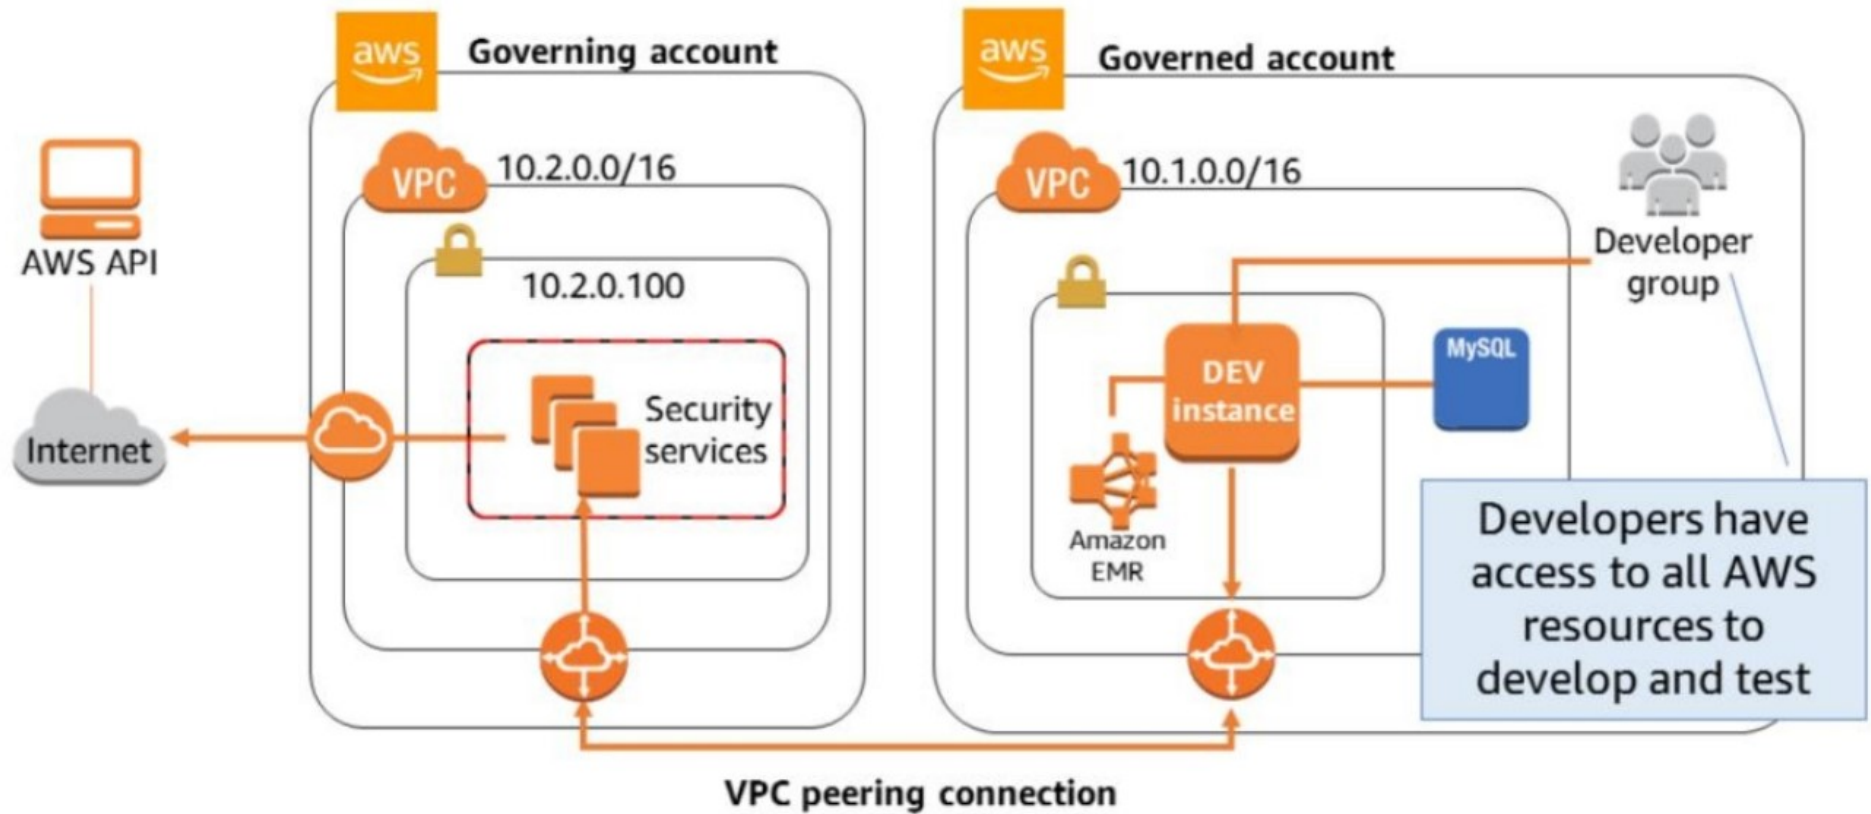 aws
Governing account
aws
Governed account
VPC
10.2.0.0/16
VPC
10.1.0.0/16
AWS API
10.2.0.100
Developer
group
Internet
Security
services
DEV
instance
MySQL
Amazon
EMR
Developers have
access to all AWS
resources to
develop and test
VPC peering connection